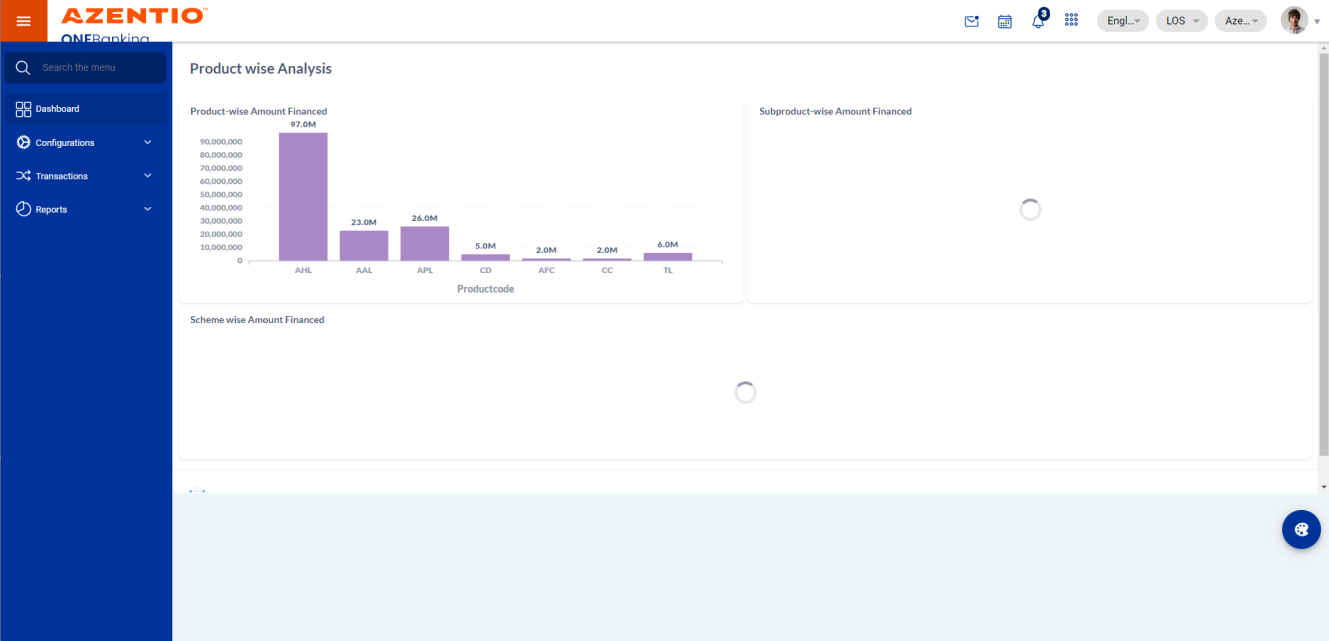 AZENTIO™
ONEBanking
3
Engl...
LOS
Aze...
Search the menu
Dashboard
Configurations
Transactions
Reports
Product wise Analysis
Product-wise Amount Financed
97.0M
90,000,000
80,000,000
70,000,000
60,000,000
50,000,000
40,000,000
30,000,000
20,000,000
10,000,000
0
23.0M
26.0M
5.0M
2.0M
2.0M
6.0M
AHL AAL APL CD AFC CC TL
Productcode
Subproduct-wise Amount Financed
Scheme wise Amount Financed